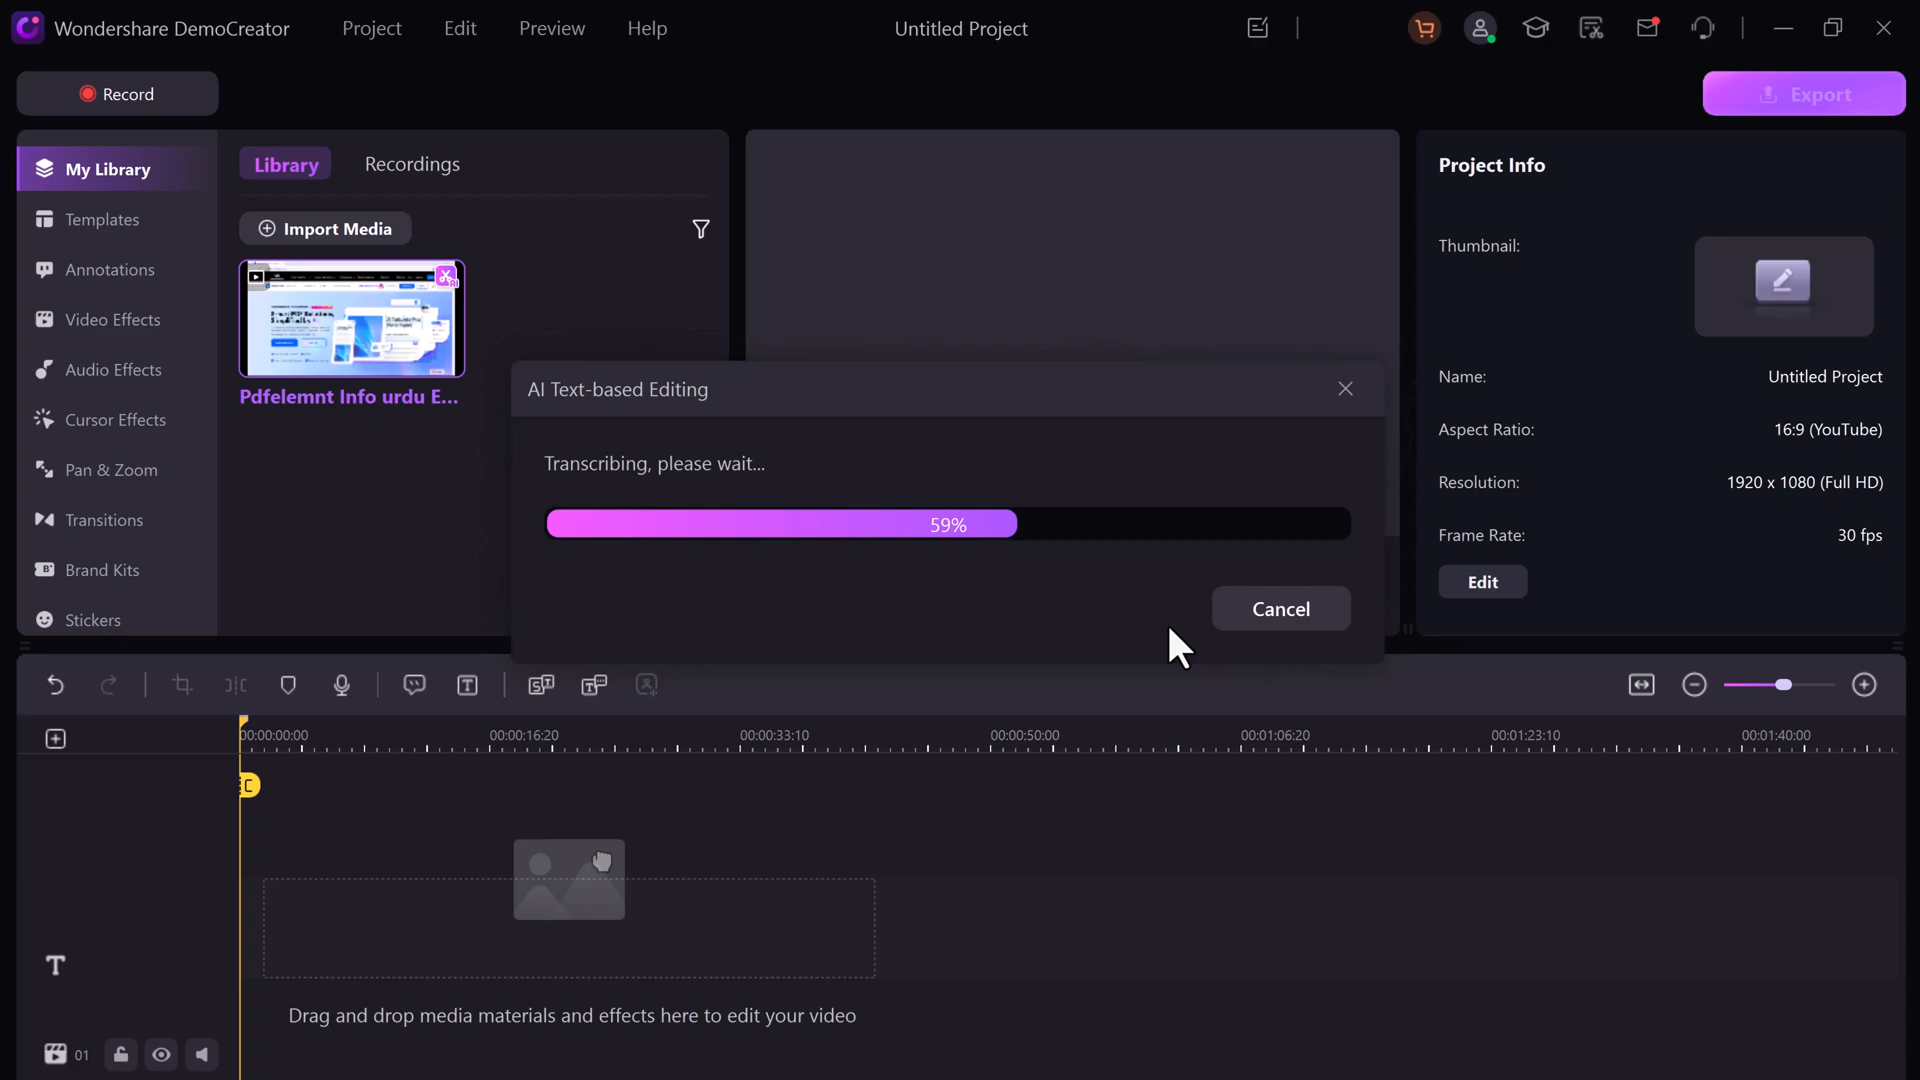 Wondershare DemoCreator
Project
Edit
Preview
Help
Untitled Project
Record
Export
My Library
Templates
Annotations
Video Effects
Audio Effects
Cursor Effects
Pan & Zoom
Transitions
Brand Kits
Stickers
Library
Recordings
Import Media
AI
Pdfelemnt Info urdu E...
AI Text-based Editing
Transcribing, please wait...
59%
Cancel
Project Info
Thumbnail:
Name:
Untitled Project
Aspect Ratio:
16:9 (YouTube)
Resolution:
1920 x 1080 (Full HD)
Frame Rate:
30 fps
Edit
00:00:00:00
00:00:16:20
00:00:33:10
00:00:50:00
00:01:06:20
00:01:23:10
00:01:40:00
Drag and drop media materials and effects here to edit your video
01